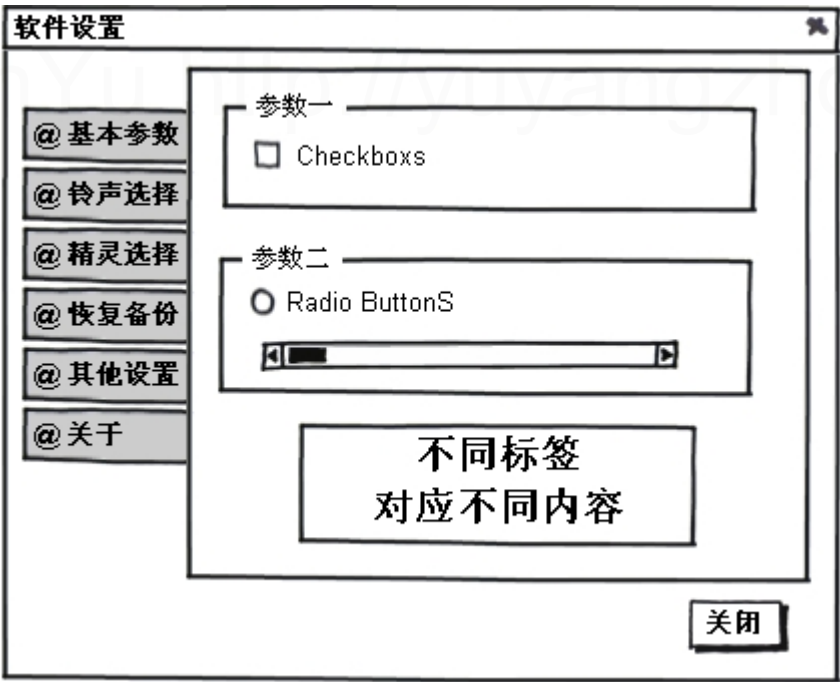 软件设置
@ 基本参数
@ 铃声选择
@ 精灵选择
@ 恢复备份
@ 其他设置
@ 关于
参数一
Checkboxs
参数二
Radio ButtonS
不同标签
对应不同内容
关闭